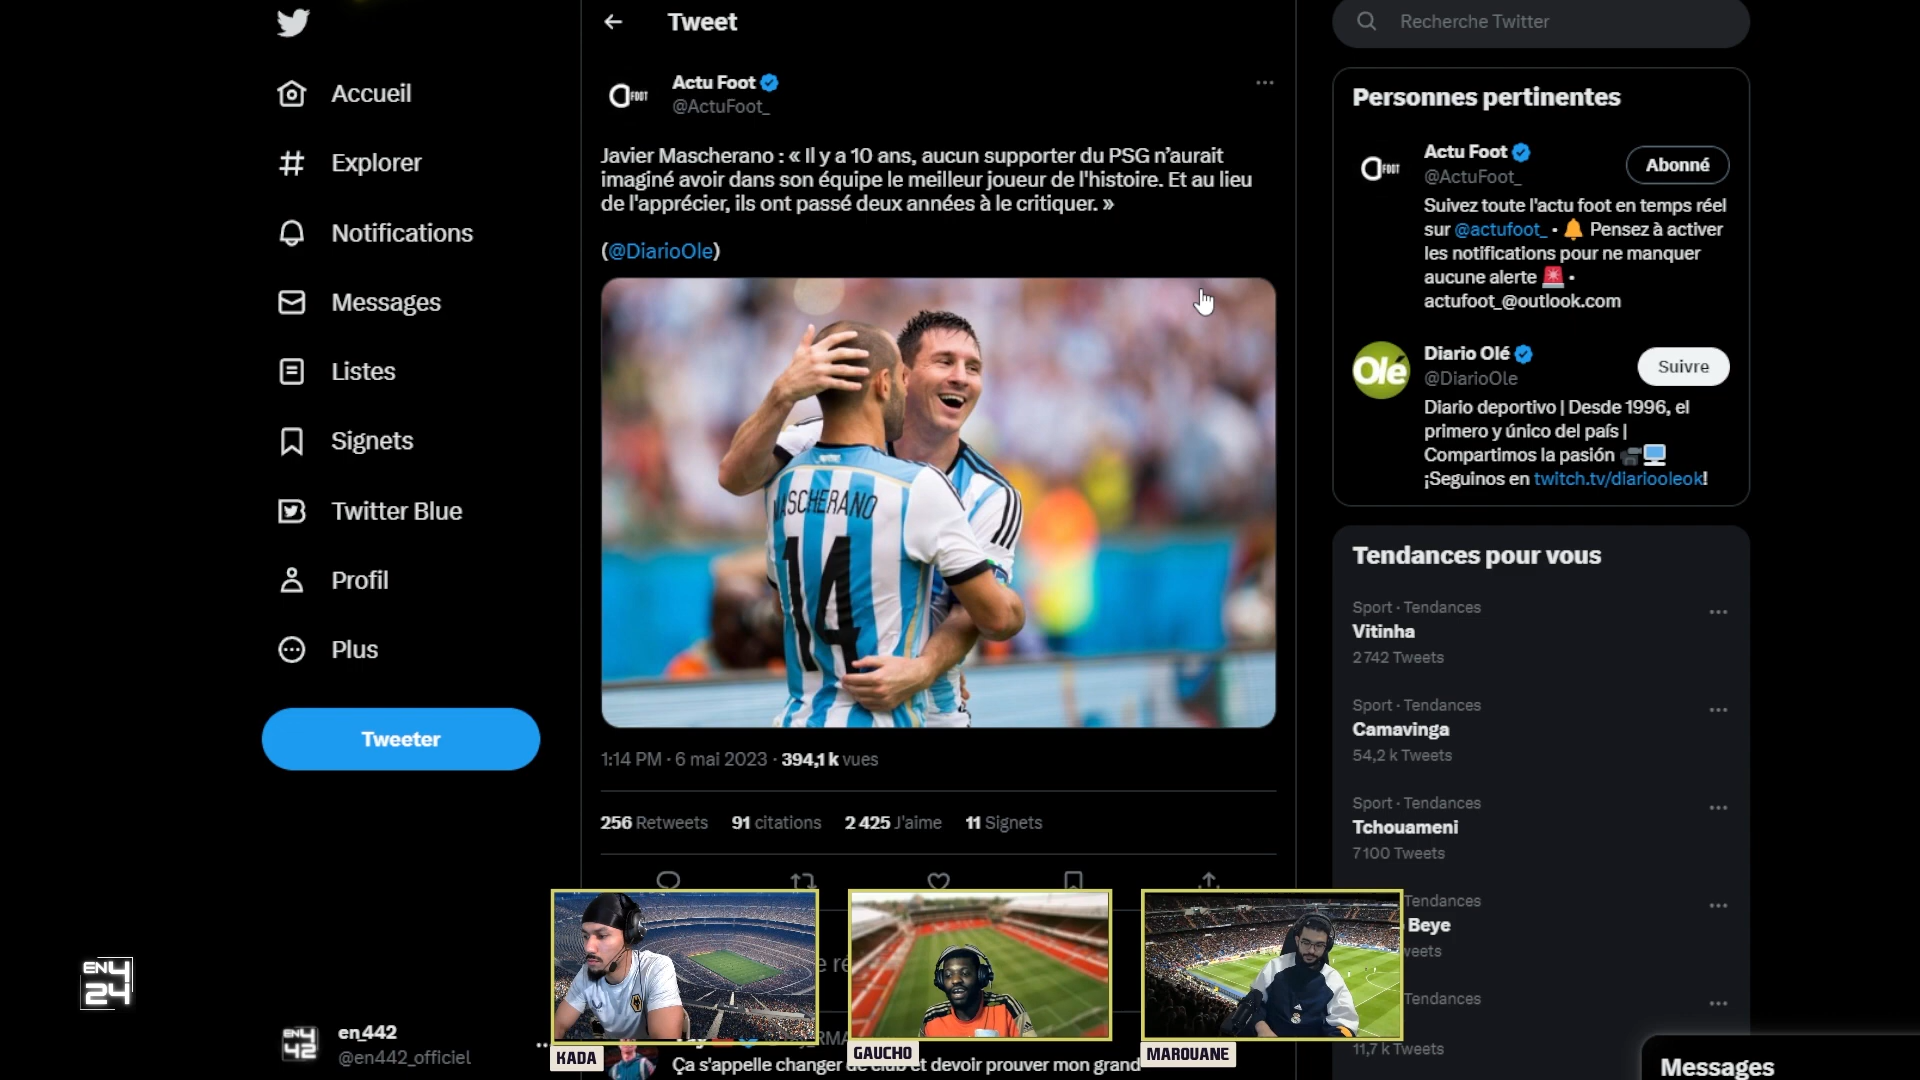 Accueil
Explorer
Notifications
Messages
Listes
Signets
Twitter Blue
Profil
Plus
Tweeter
EN4
24
EN4
42
en_442
@en442_officiel
Tweet
FOOT
Actu Foot
@ActuFoot_
Javier Mascherano : « Il y a 10 ans, aucun supporter du PSG n’aurait
imaginé avoir dans son équipe le meilleur joueur de l'histoire. Et au lieu
de l'apprécier, ils ont passé deux années à le critiquer. »
(@DiarioOle)
MASCHERANO
14
1:14 PM · 6 mai 2023 · 394,1 k vues
256 Retweets 91 citations 2 425 J'aime 11 Signets
KADA
GAUCHO
MAROUANE
Ça s'appelle changer de club et devoir prouver mon grand
Recherche Twitter
Personnes pertinentes
FOOT
Actu Foot
@ActuFoot_
Abonné
Suivez toute l'actu foot en temps réel
sur @actufoot_ • 🔔 Pensez à activer
les notifications pour ne manquer
aucune alerte 🚨 •
actufoot_@outlook.com
Olé
Diario Olé
@DiarioOle
Suivre
Diario deportivo | Desde 1996, el
primero y único del país |
Compartimos la pasión 🎥🖥️
¡Seguinos en twitch.tv/diariooleok!
Tendances pour vous
Sport · Tendances
Vitinha
2 742 Tweets
Sport · Tendances
Camavinga
54,2 k Tweets
Sport · Tendances
Tchouameni
7 100 Tweets
Tendances
Beye
Tendances
11,7 k Tweets
Messages